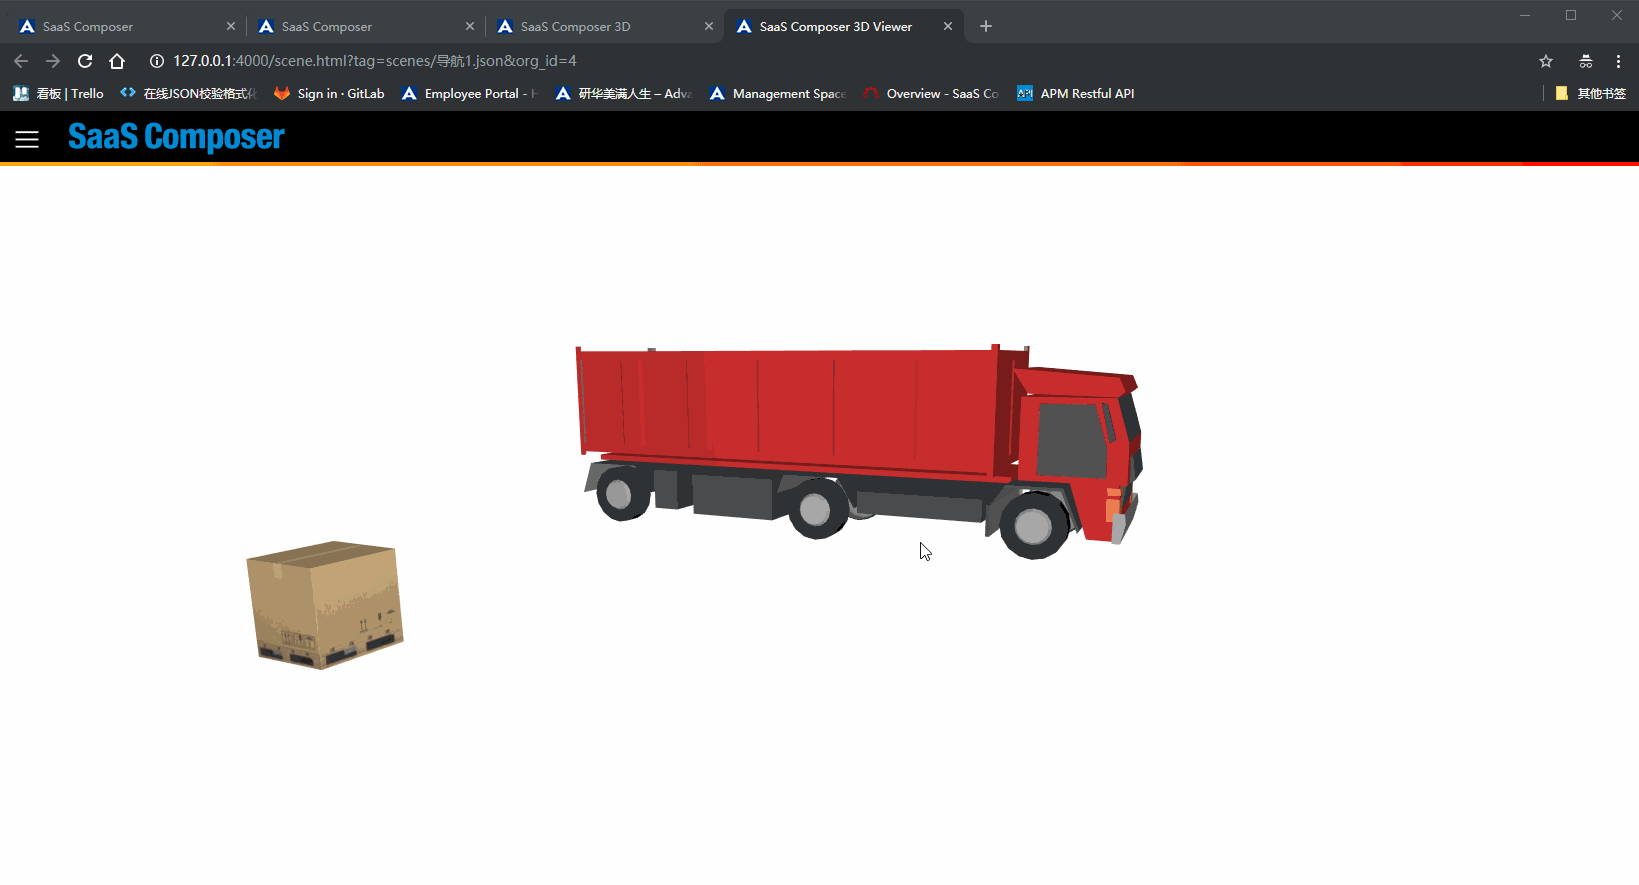 SaaS Composer
SaaS Composer
SaaS Composer 3D
SaaS Composer 3D Viewer
127.0.0.1:4000/scene.html?tag=scenes/导航1.json&org_id=4
看板 | Trello
在线JSON校验格式化
Sign in · GitLab
Employee Portal -
研华美满人生 – Adva
Management Space
Overview - SaaS Co
API
APM Restful API
其他书签
SaaS Composer